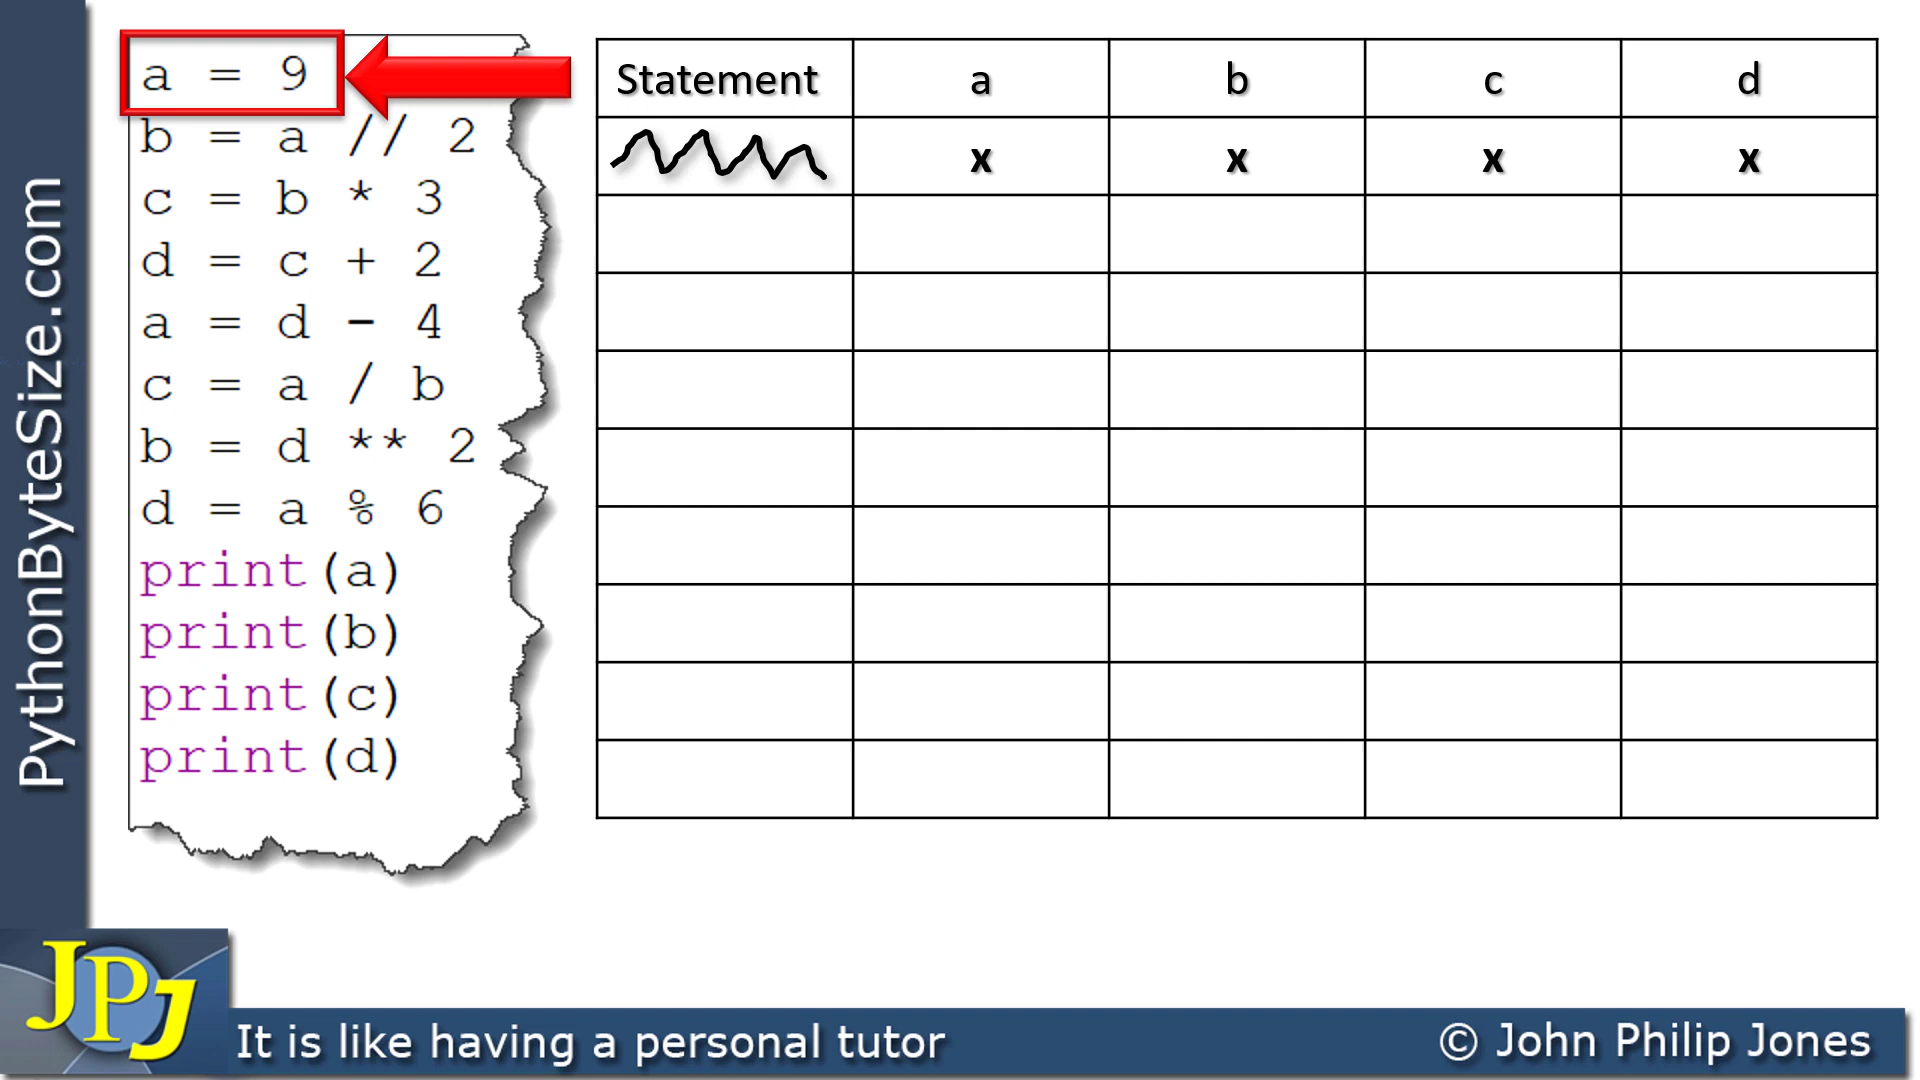 PythonByteSize.com
a = 9
b = a // 2
c = b * 3
d = c + 2
a = d - 4
c = a / b
b = d ** 2
d = a % 6
print(a)
print(b)
print(c)
print(d)
Statement a b c d
x x x x
JPJ
It is like having a personal tutor
© John Philip Jones